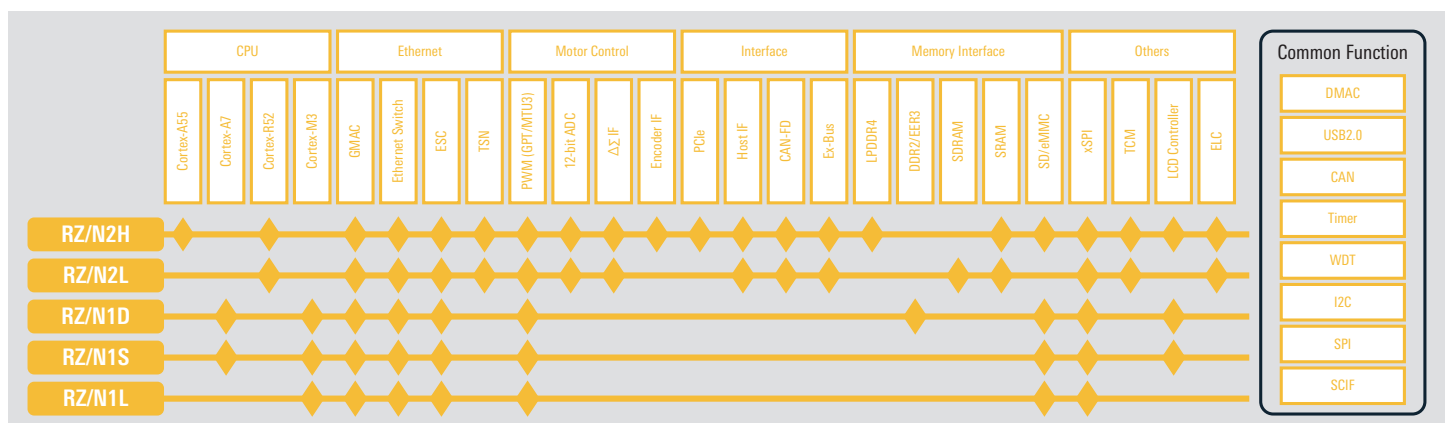 CPU
Ethernet
Motor Control
Interface
Memory Interface
Others
Common Function
Cortex-A55
Cortex-A7
Cortex-R52
Cortex-M3
GMAC
Ethernet Switch
ESC
TSN
PWM (GPT/MTU3)
12-bit ADC
ΔΣ IF
Encoder IF
PCIe
Host IF
CAN-FD
Ex-Bus
LPDDR4
DDR2/EER3
SDRAM
SRAM
SD/eMMC
xSPI
TCM
LCD Controller
ELC
DMAC
USB2.0
CAN
Timer
WDT
I2C
SPI
SCIF
RZ/N2H
RZ/N2L
RZ/N1D
RZ/N1S
RZ/N1L